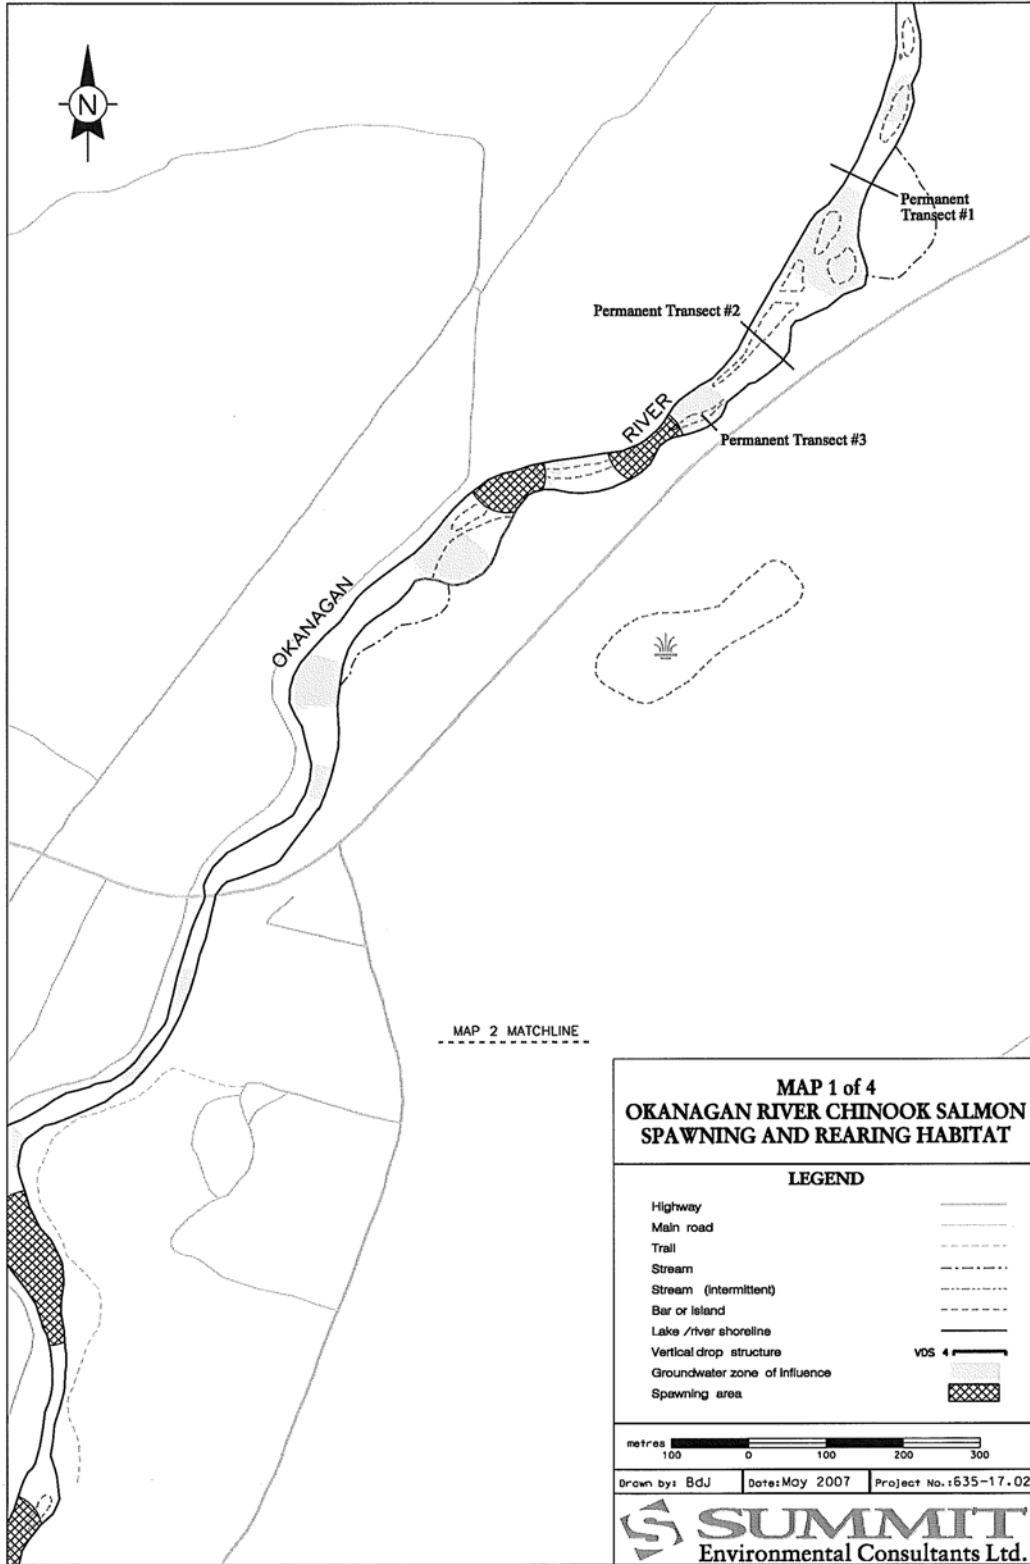 N
Permanent
Transect #1
Permanent Transect #2
RIVER
Permanent Transect #3
OKANAGAN
MAP 2 MATCHLINE
MAP 1 of 4
OKANAGAN RIVER CHINOOK SALMON
SPAWNING AND REARING HABITAT
LEGEND
Highway
Main road
Trail
Stream
Stream (intermittent)
Bar or island
Lake /river shoreline
Vertical drop structure VDS 4
Groundwater zone of influence
Spawning area
metres
100 0 100 200 300
Drawn by: BdJ Date: May 2007 Project No.: 635-17.02
SUMMIT
Environmental Consultants Ltd.